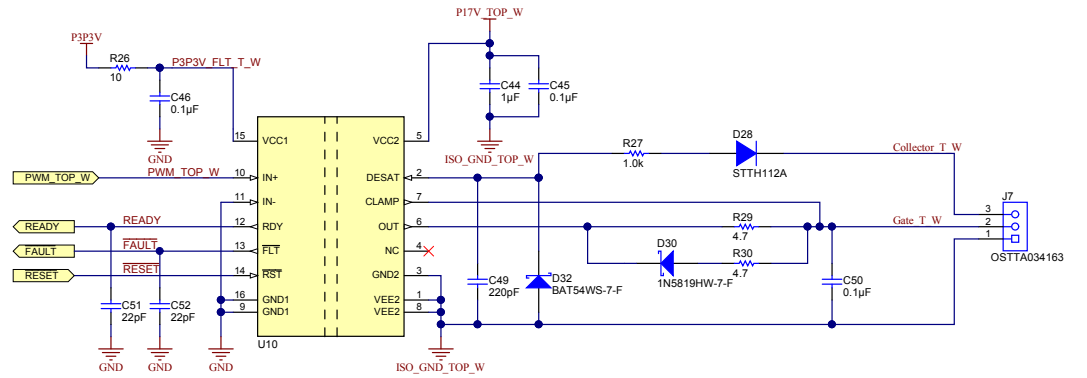 P17V_TOP_W
P3P3V
R26
10
P3P3V_FLT_T_W
C46
0.1µF
GND
C44
1µF
C45
0.1µF
ISO_GND_TOP_W
15
VCC1
VCC2
5
PWM_TOP_W
PWM_TOP_W
10
IN+
DESAT
2
11
IN-
CLAMP
7
READY
READY
12
RDY
OUT
6
FAULT
FAULT
13
FLT
NC
4
RESET
RESET
14
RST
GND2
3
16
GND1
VEE2
1
9
GND1
VEE2
8
U10
C51
22pF
C52
22pF
GND
GND
GND
ISO_GND_TOP_W
R27
1.0k
D28
STTH112A
Collector_T_W
R29
4.7
Gate_T_W
D30
1N5819HW-7-F
R30
4.7
C49
220pF
D32
BAT54WS-7-F
C50
0.1µF
J7
3
2
1
OSTTA034163